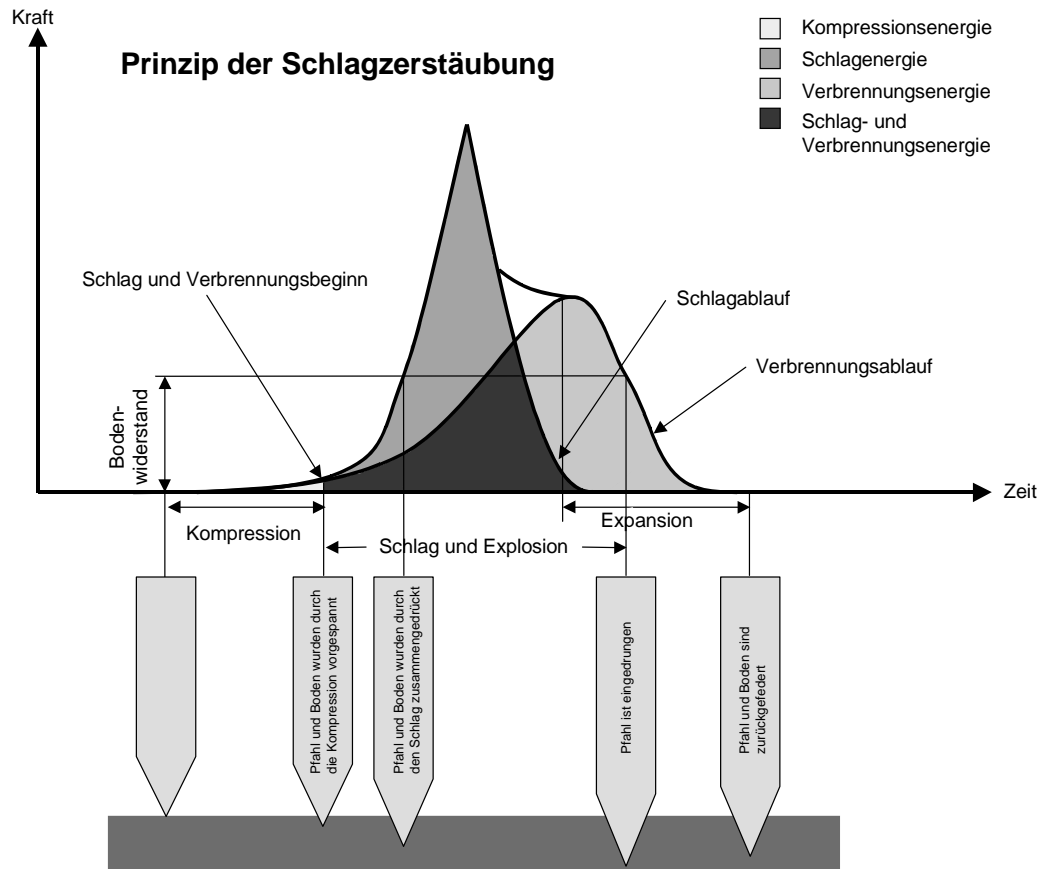 Kraft
Prinzip der Schlagzerstäubung
Kompressionsenergie
Schlagenergie
Verbrennungsenergie
Schlag- und
Verbrennungsenergie
Schlag und Verbrennungsbeginn
Schlagablauf
Verbrennungsablauf
Boden-
widerstand
Zeit
Kompression
Expansion
Schlag und Explosion
Pfahl und Boden wurden durch
die Kompression vorgespannt
Pfahl und Boden wurden durch
den Schlag zusammengedrückt
Pfahl ist eingedrungen
Pfahl und Boden sind
zurückgefedert